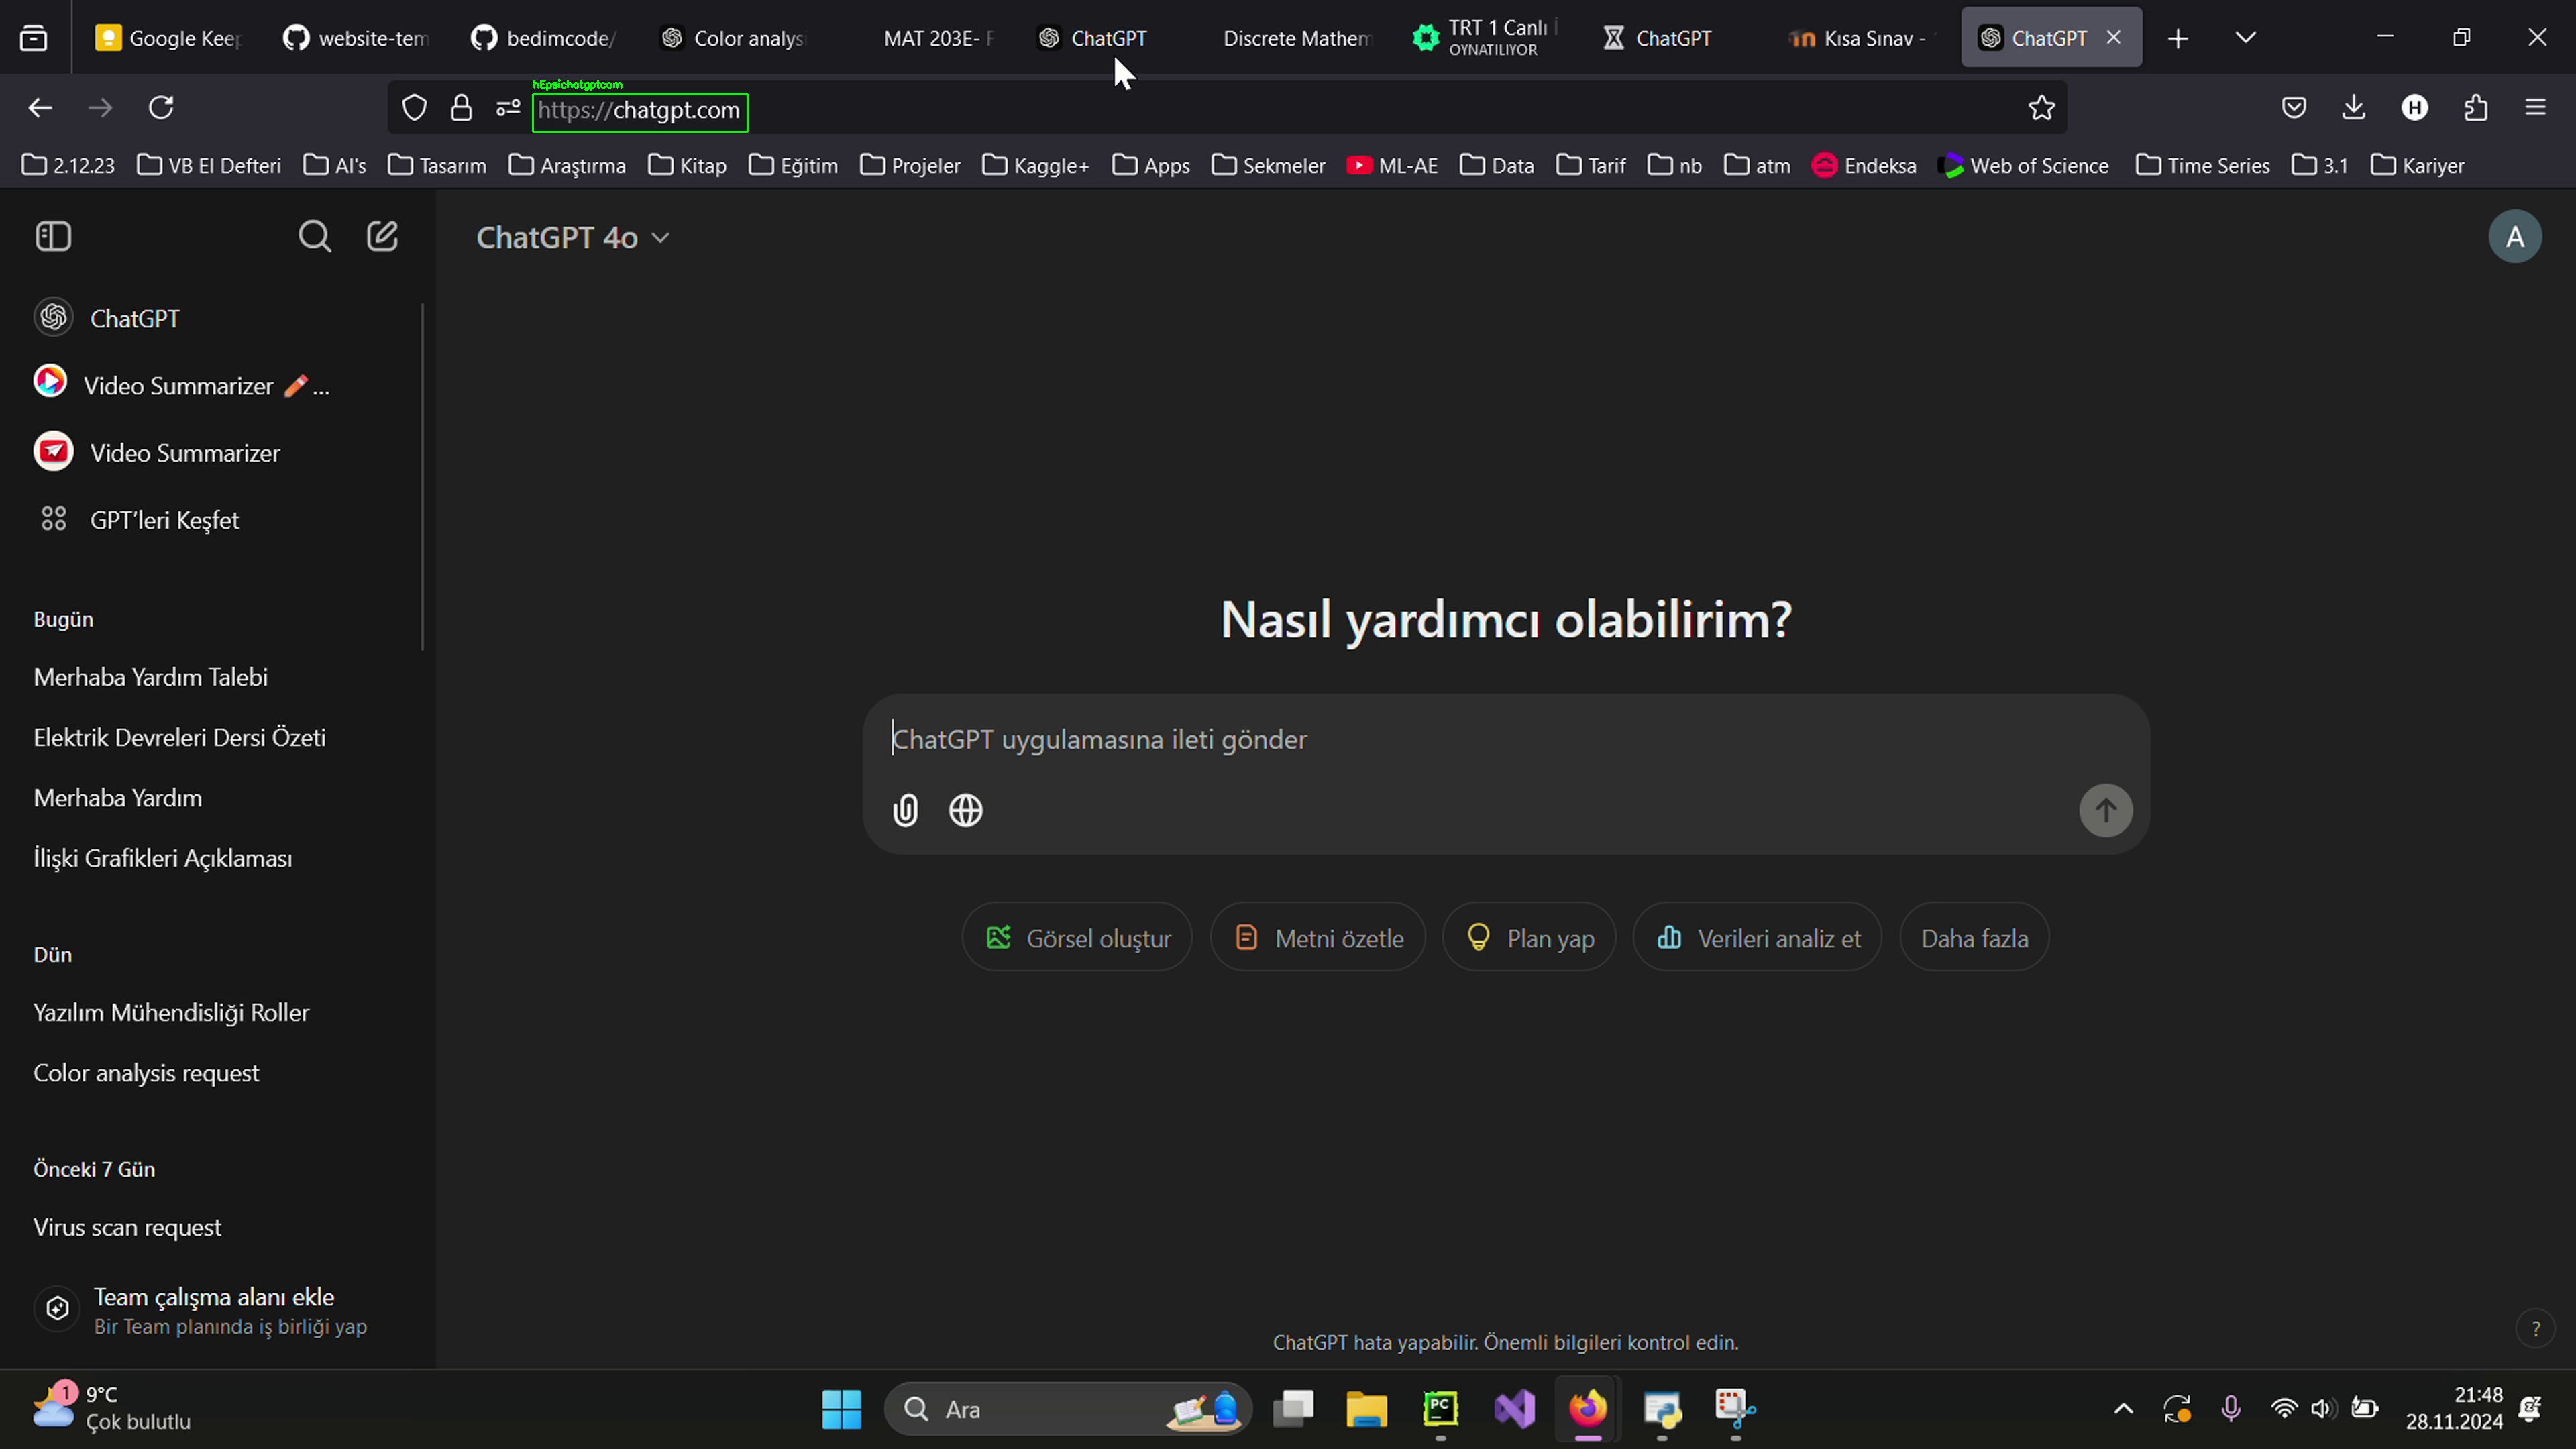 Google Keep
website-tem
bedimcode/
Color analys
MAT 203E- F
ChatGPT
Discrete Mathem
TRT 1 Canlı İ
OYNATILIYOR
ChatGPT
Kısa Sınav -
ChatGPT
hEpsichatgptcom
https://chatgpt.com
H
2.12.23
VB El Defteri
AI's
Tasarım
Araştırma
Kitap
Eğitim
Projeler
Kaggle+
Apps
Sekmeler
ML-AE
Data
Tarif
nb
atm
Endeksa
Web of Science
Time Series
3.1
Kariyer
ChatGPT 4o
A
ChatGPT
Video Summarizer ...
Video Summarizer
GPT'leri Keşfet
Bugün
Merhaba Yardım Talebi
Elektrik Devreleri Dersi Özeti
Merhaba Yardım
İlişki Grafikleri Açıklaması
Dün
Yazılım Mühendisliği Roller
Color analysis request
Önceki 7 Gün
Virus scan request
Team çalışma alanı ekle
Bir Team planında iş birliği yap
Nasıl yardımcı olabilirim?
ChatGPT uygulamasına ileti gönder
Görsel oluştur
Metni özetle
Plan yap
Verileri analiz et
Daha fazla
ChatGPT hata yapabilir. Önemli bilgileri kontrol edin.
?
1
9°C
Çok bulutlu
Ara
PC
21:48
28.11.2024